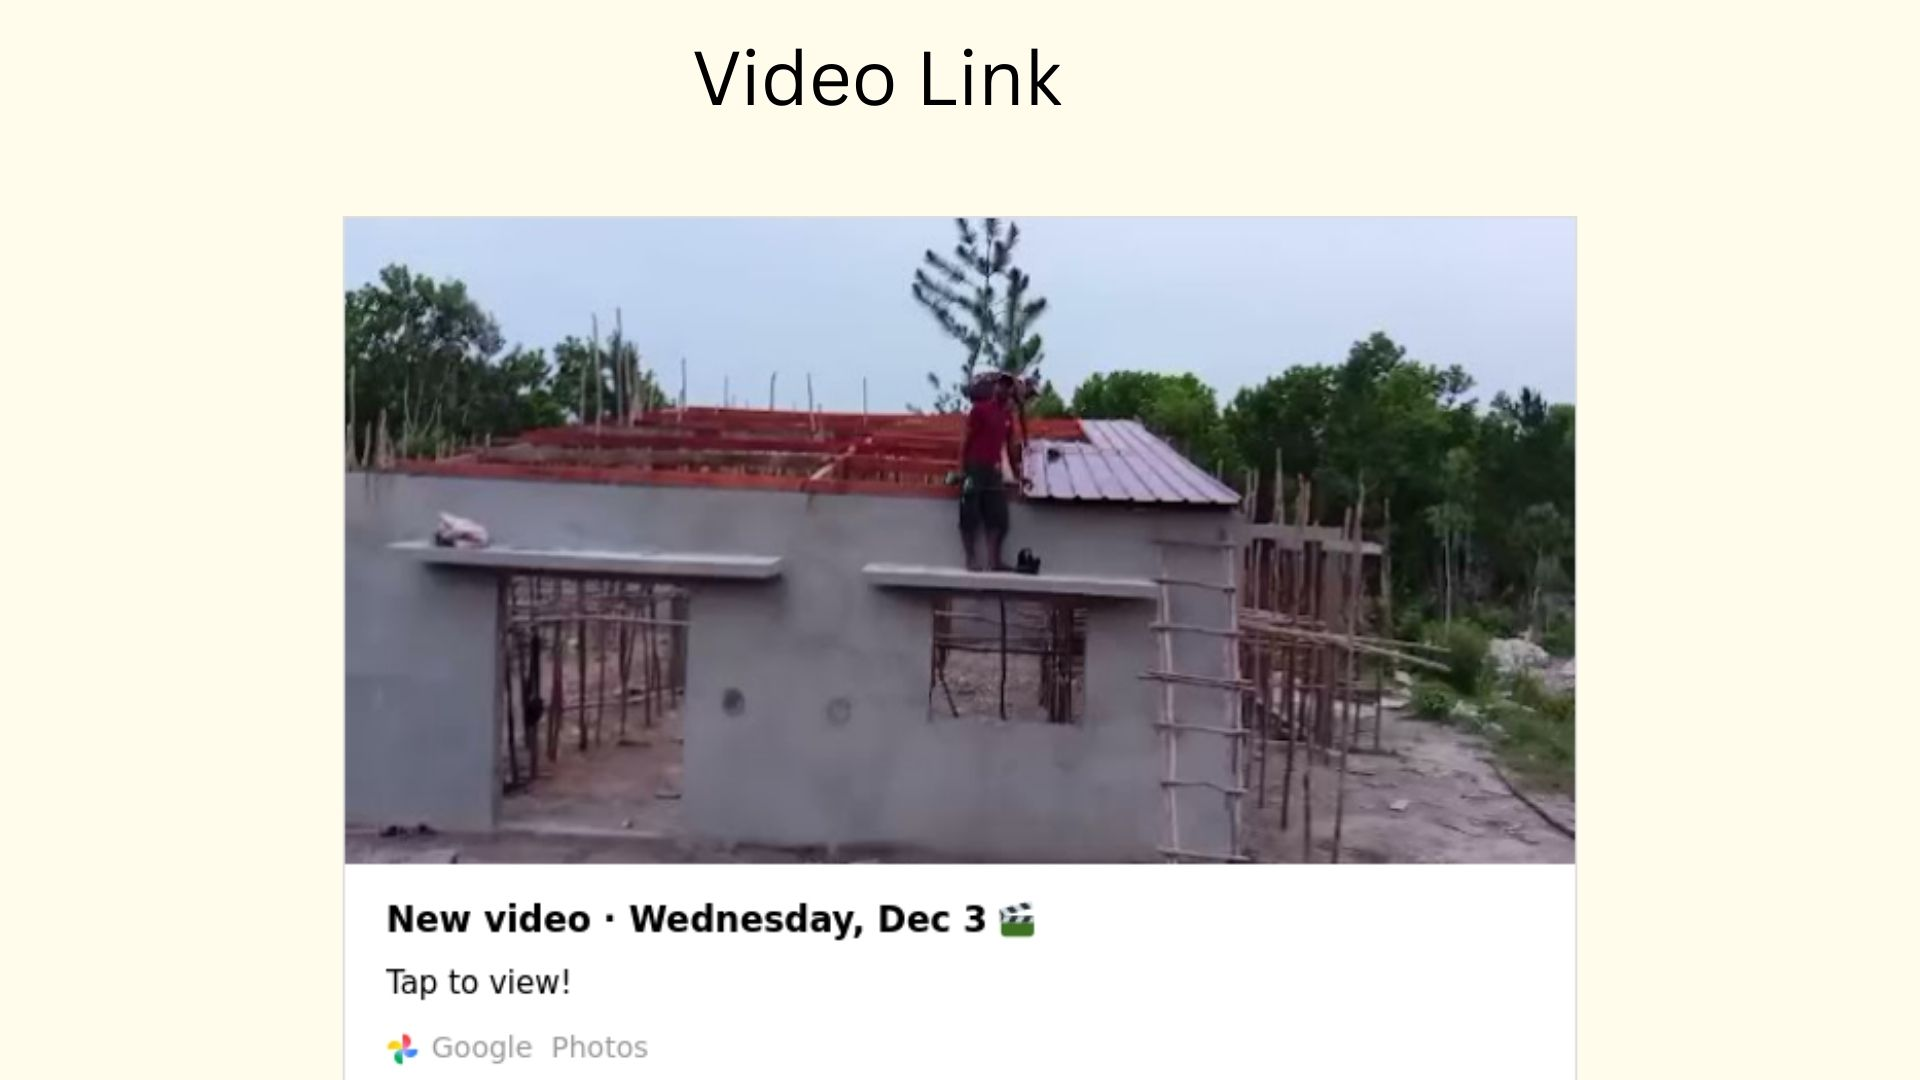 Video Link
New video · Wednesday, Dec 3 🎬
Tap to view!
Google Photos